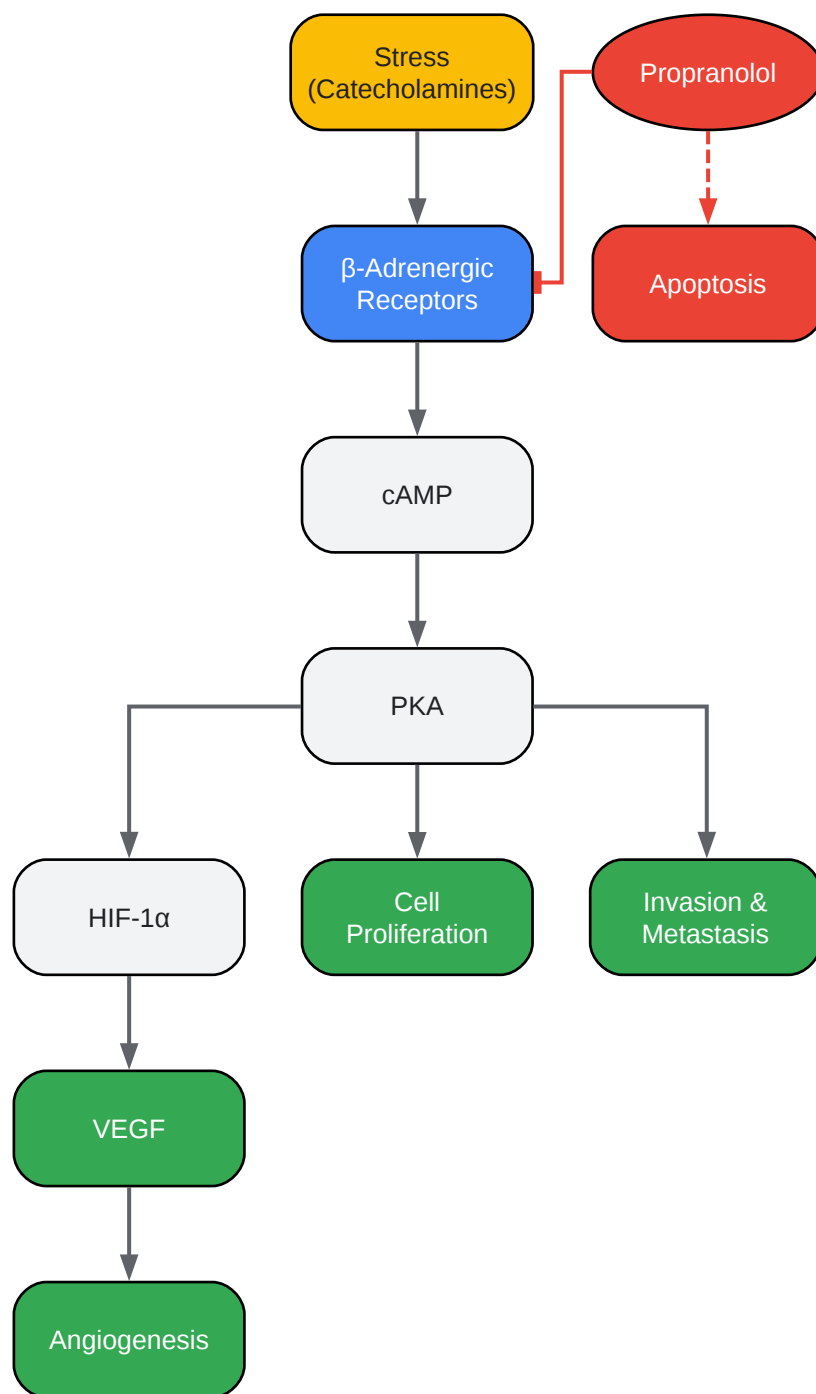 Stress
(Catecholamines)
Propranolol
β-Adrenergic
Receptors
Apoptosis
cAMP
PKA
HIF-1α
Cell
Proliferation
Invasion &
Metastasis
VEGF
Angiogenesis